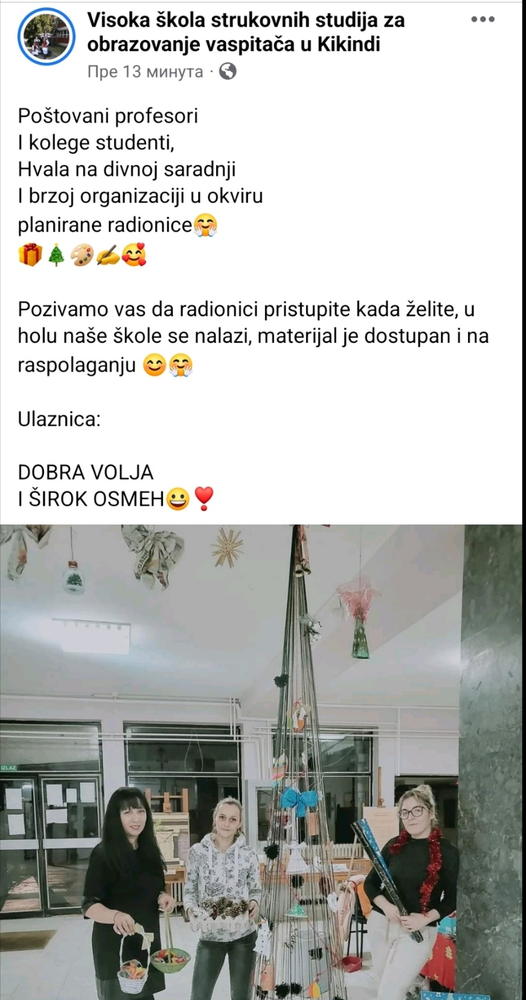 Visoka škola strukovnih studija za
obrazovanje vaspitača u Kikindi
Пре 13 минута ·
Poštovani profesori
I kolege studenti,
Hvala na divnoj saradnji
I brzoj organizaciji u okviru
planirane radionice🤗
🎁🎄🎨✍️🥰
Pozivamo vas da radionici pristupite kada želite, u
holu naše škole se nalazi, materijal je dostupan i na
raspolaganju 😊🤗
Ulaznica:
DOBRA VOLJA
I ŠIROK OSMEH😀❣️
IZLAZ